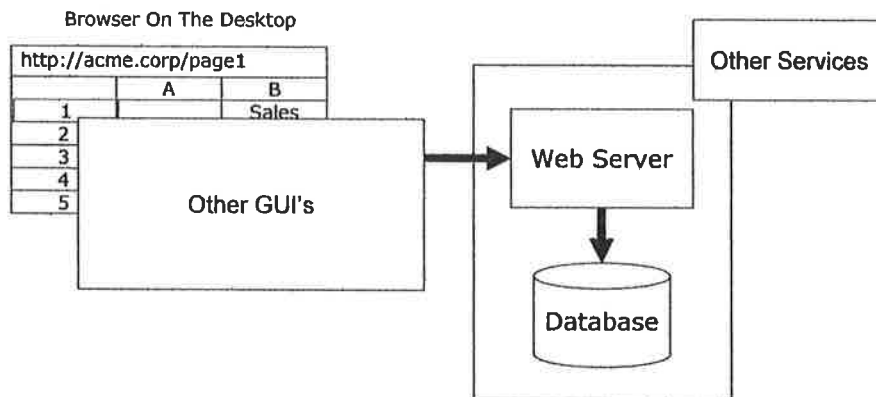 Browser On The Desktop
http://acme.corp/page1
A B
1 Sales
2
3
4
5
Other GUI's
Other Services
Web Server
Database